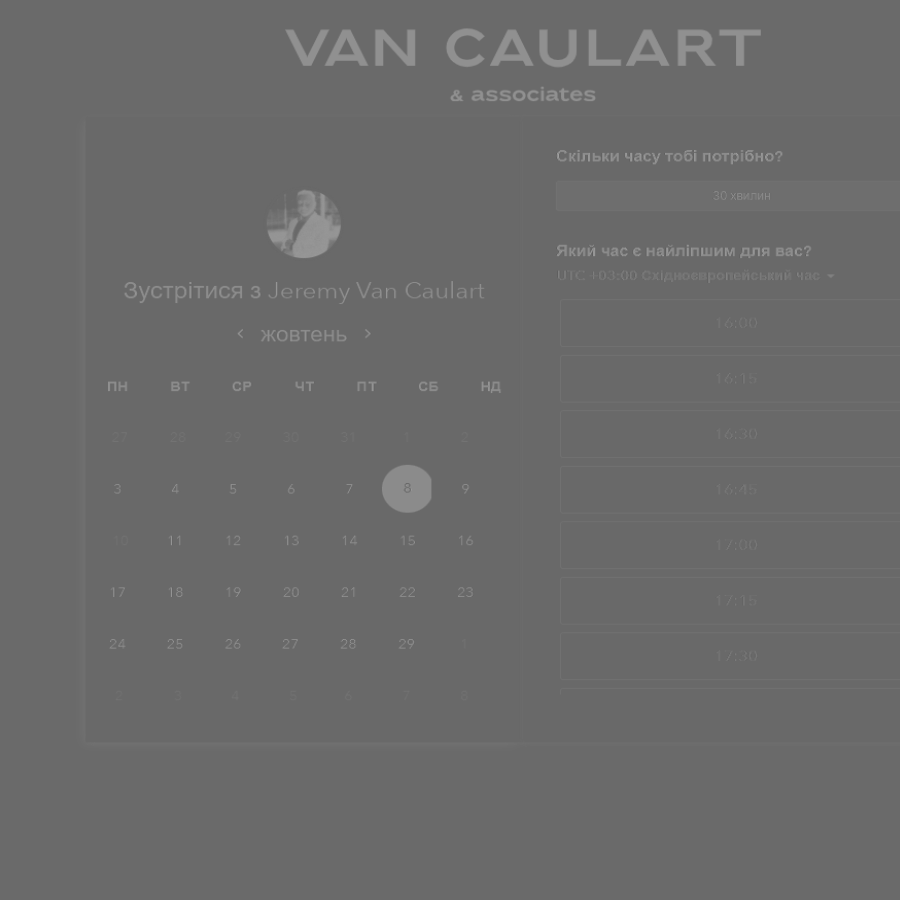 VAN CAULART
& associates
Зустрітися з Jeremy Van Caulart
жовтень
ПН ВТ СР ЧТ ПТ СБ НД
27 28 29 30 31 1 2
3 4 5 6 7 8 9
10 11 12 13 14 15 16
17 18 19 20 21 22 23
24 25 26 27 28 29 1
2 3 4 5 6 7 8
Скільки часу тобі потрібно?
30 хвилин
Який час є найліпшим для вас?
UTC +03:00 Східноєвропейський час
16:00
16:15
16:30
16:45
17:00
17:15
17:30